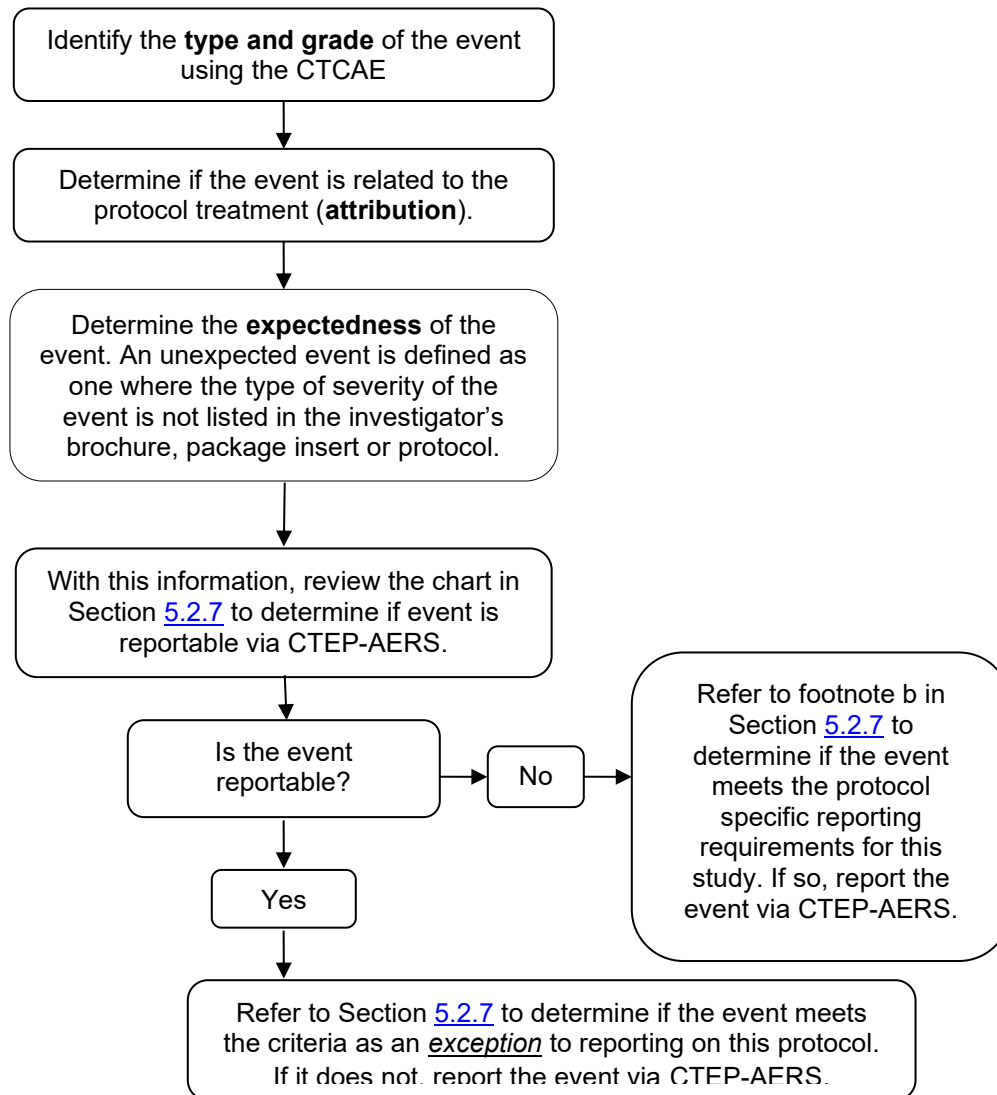 Identify the type and grade of the event
using the CTCAE
Determine if the event is related to the
protocol treatment (attribution).
Determine the expectedness of the
event. An unexpected event is defined as
one where the type of severity of the
event is not listed in the investigator’s
brochure, package insert or protocol.
With this information, review the chart in
Section 5.2.7 to determine if event is
reportable via CTEP-AERS.
Is the event
reportable?
No
Refer to footnote b in
Section 5.2.7 to
determine if the event
meets the protocol
specific reporting
requirements for this
study. If so, report the
event via CTEP-AERS.
Yes
Refer to Section 5.2.7 to determine if the event meets
the criteria as an exception to reporting on this protocol.
If it does not, report the event via CTEP-AERS.